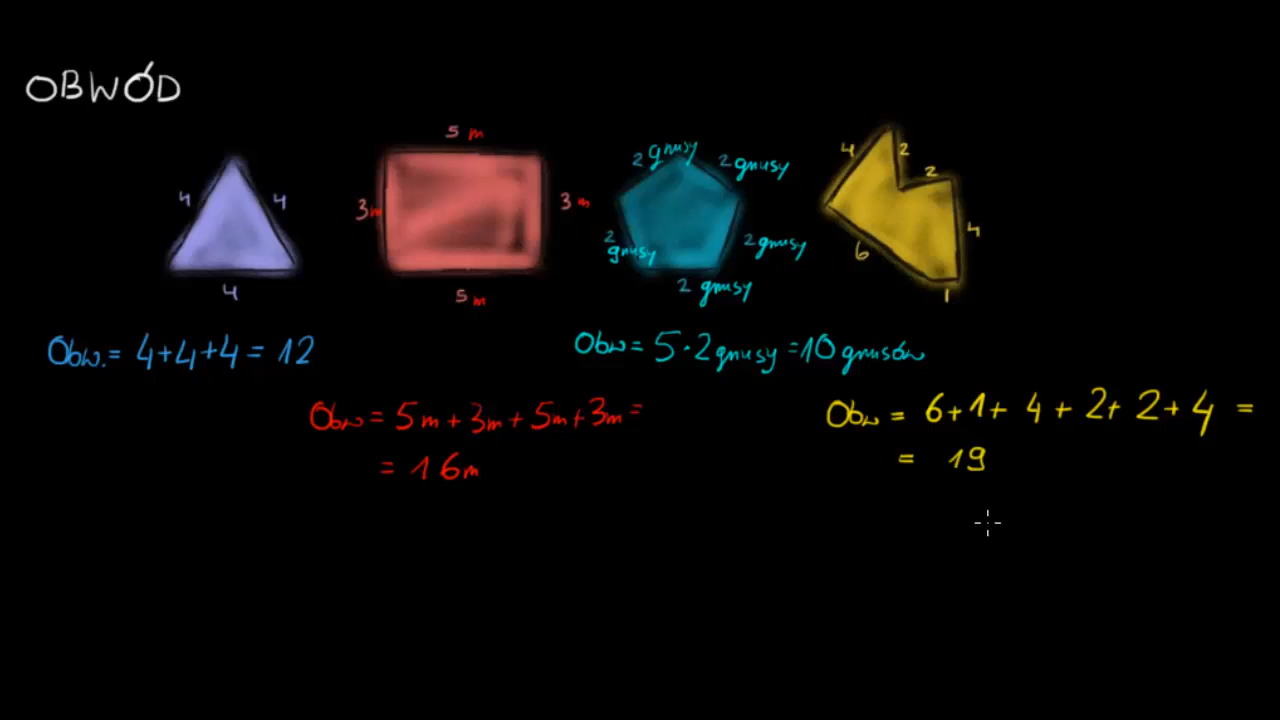 OBWÓD
4
4
4
5 m
3m
3 m
5 m
2 gnusy
2 gnusy
2 gnusy
2 gnusy
2 gnusy
4
2
2
4
6
1
Obw. = 4+4+4 = 12
Obw = 5 · 2 gnusy = 10 gnusów
Obw = 5m + 3m + 5m + 3m =
= 16m
Obw = 6+1+ 4 + 2+ 2+ 4 =
= 19